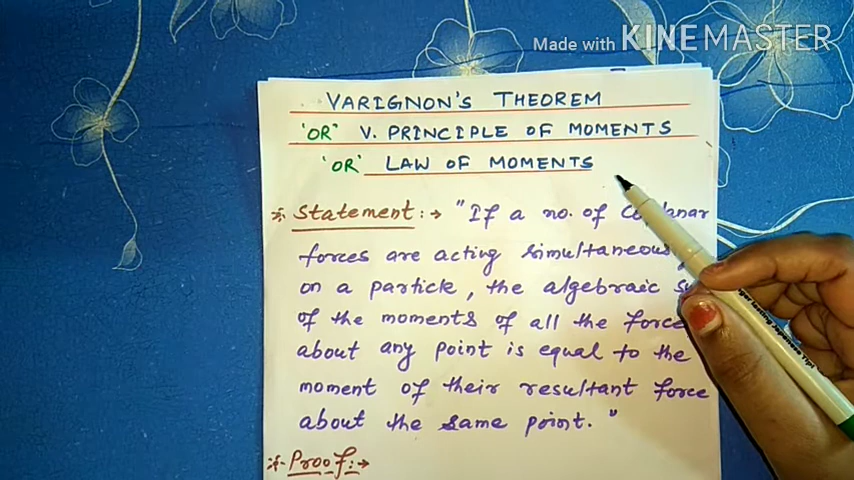 Made with KINEMASTER
VARIGNON'S THEOREM
'OR" V. PRINCIPLE OF MOMENTS
'OR' LAW OF MOMENTS
Statement :→ "If a no. of
forces are acting
on a particle, the algebraic
of the moments of all the
about any point is equal to the
moment of their resultant force
about the same point."
Proof :→